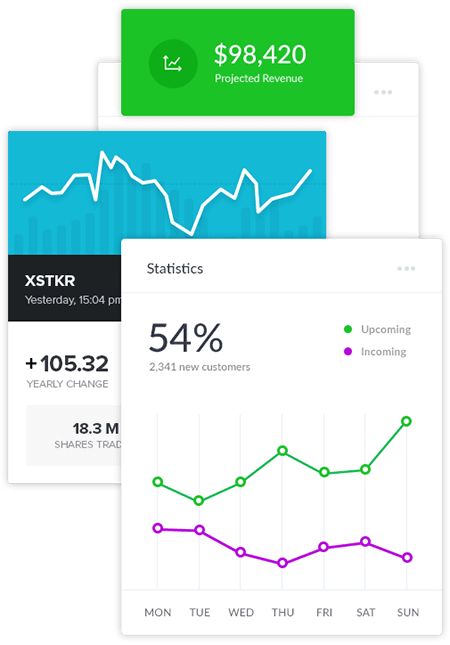 $98,420
Projected Revenue
XSTKR
Yesterday, 15:04 pm
+105.32
YEARLY CHANGE
18.3 M
SHARES TRAD
Statistics
54%
2,341 new customers
Upcoming
Incoming
MON TUE WED THU FRI SAT SUN